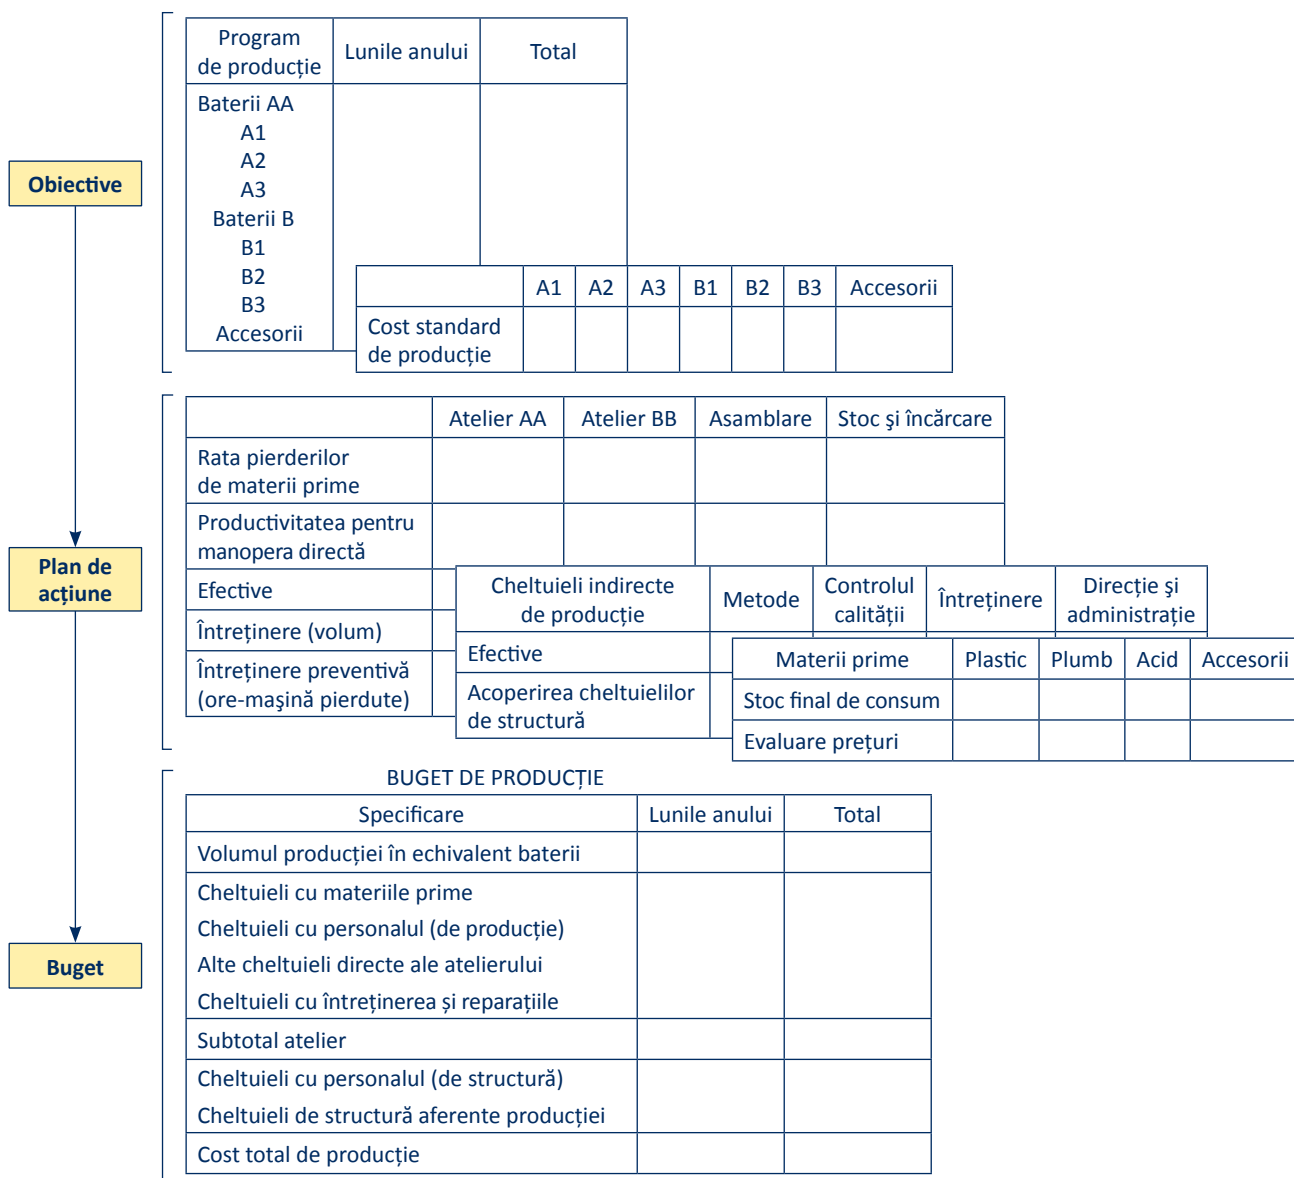 Program
de producție
Lunile anului
Total
Baterii AA
A1
A2
A3
Baterii B
B1
B2
B3
Accesorii
Obiective
A1 A2 A3 B1 B2 B3 Accesorii
Cost standard
de producție
Atelier AA Atelier BB Asamblare Stoc şi încărcare
Rata pierderilor
de materii prime
Productivitatea pentru
manopera directă
Efective
Întreținere (volum)
Întreținere preventivă
(ore-maşină pierdute)
Plan de
acțiune
Cheltuieli indirecte
de producție
Metode
Controlul
calității
Întreținere
Direcție şi
administrație
Efective
Acoperirea cheltuielilor
de structură
Materii prime Plastic Plumb Acid Accesorii
Stoc final de consum
Evaluare prețuri
BUGET DE PRODUCȚIE
Specificare Lunile anului Total
Volumul producției în echivalent baterii
Cheltuieli cu materiile prime
Cheltuieli cu personalul (de producție)
Alte cheltuieli directe ale atelierului
Cheltuieli cu întreținerea și reparațiile
Subtotal atelier
Cheltuieli cu personalul (de structură)
Cheltuieli de structură aferente producției
Cost total de producție
Buget